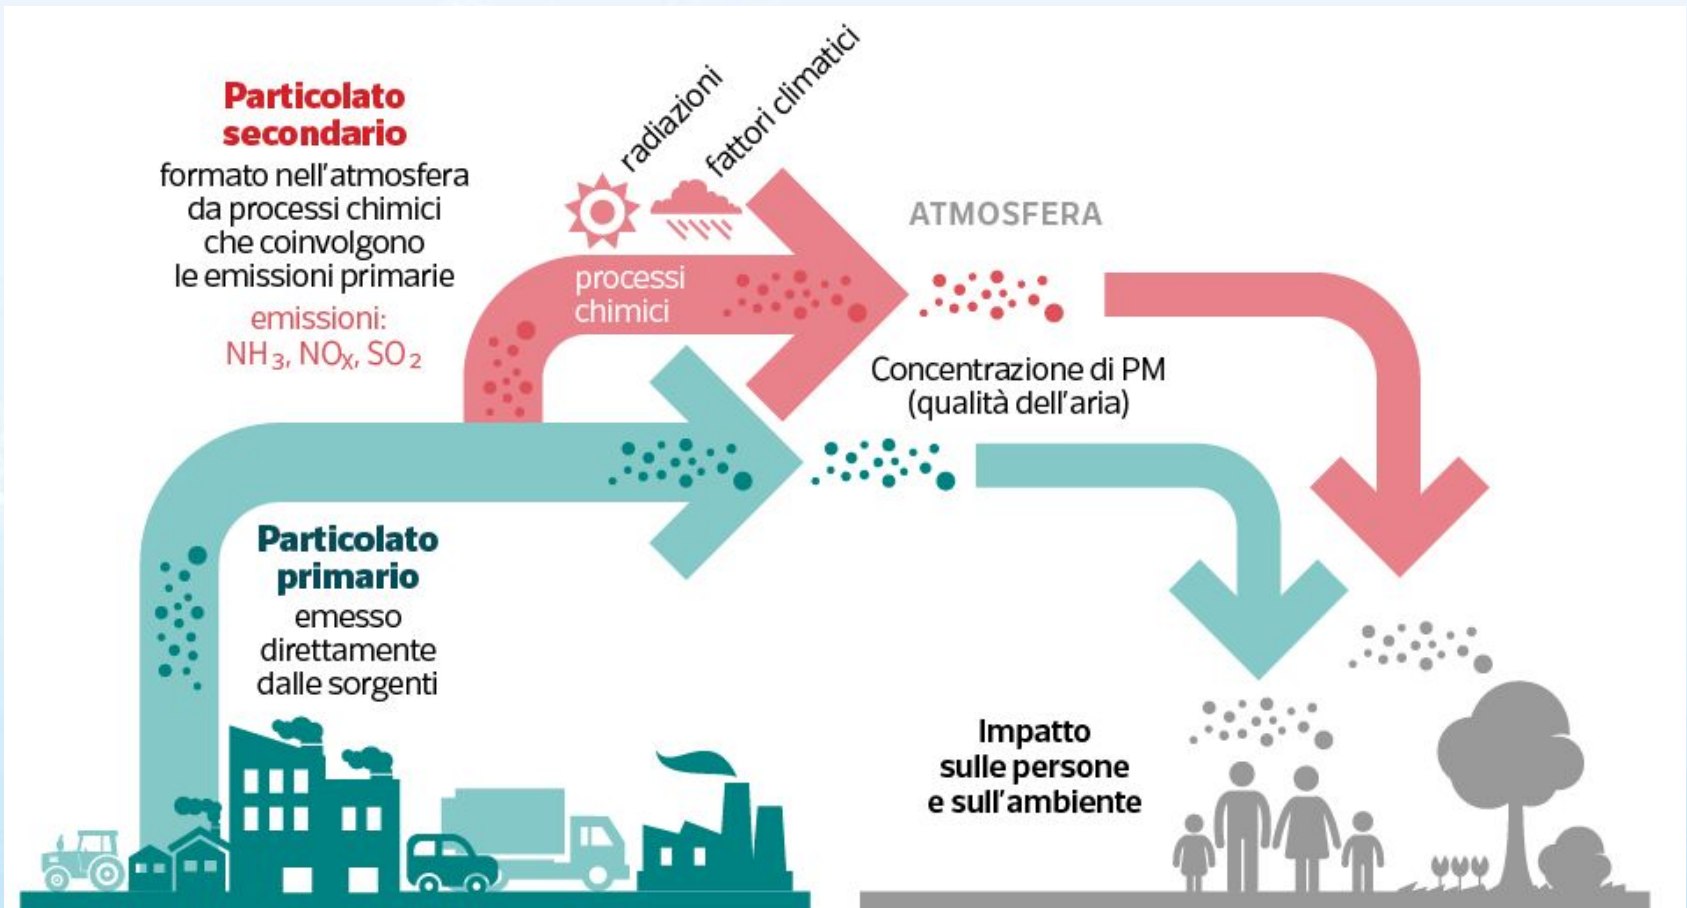 Particolato
secondario
formato nell'atmosfera
da processi chimici
che coinvolgono
le emissioni primarie
emissioni:
NH₃, NOₓ, SO₂
radiazioni
fattori climatici
processi
chimici
ATMOSFERA
Concentrazione di PM
(qualità dell'aria)
Particolato
primario
emesso
direttamente
dalle sorgenti
Impatto
sulle persone
e sull'ambiente